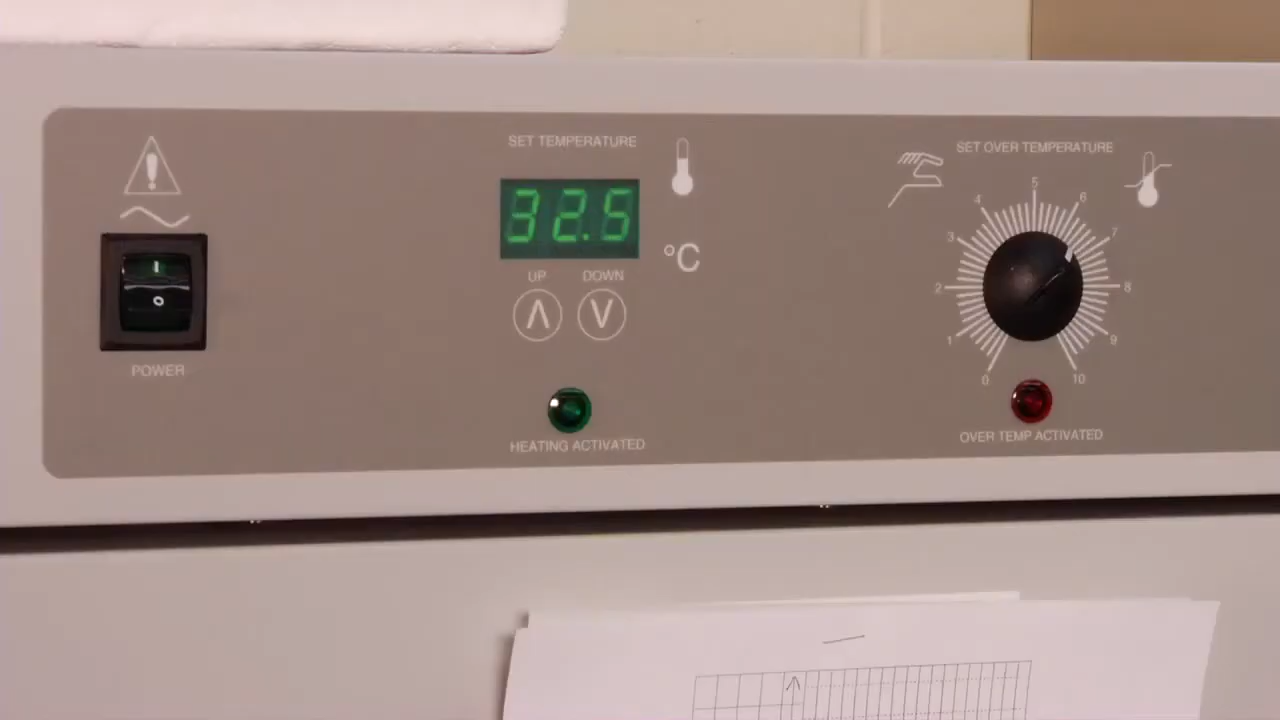 SET TEMPERATURE
32.5
°C
UP DOWN
HEATING ACTIVATED
POWER
I
O
SET OVER TEMPERATURE
0 1 2 3 4 5 6 7 8 9 10
OVER TEMP ACTIVATED